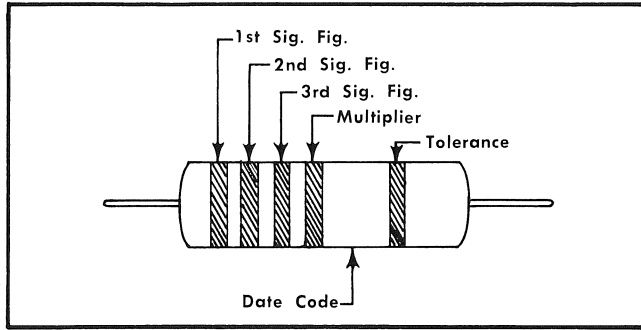 1st Sig. Fig.
2nd Sig. Fig.
3rd Sig. Fig.
Multiplier
Tolerance
Date Code